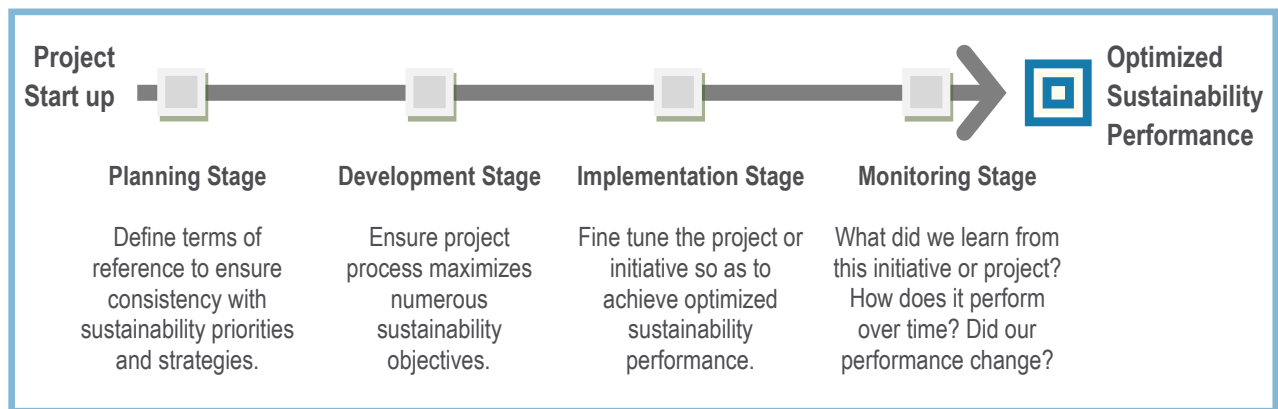 Project
Start up
Optimized
Sustainability
Performance
Planning Stage
Define terms of
reference to ensure
consistency with
sustainability priorities
and strategies.
Development Stage
Ensure project
process maximizes
numerous
sustainability
objectives.
Implementation Stage
Fine tune the project or
initiative so as to
achieve optimized
sustainability
performance.
Monitoring Stage
What did we learn from
this initiative or project?
How does it perform
over time? Did our
performance change?